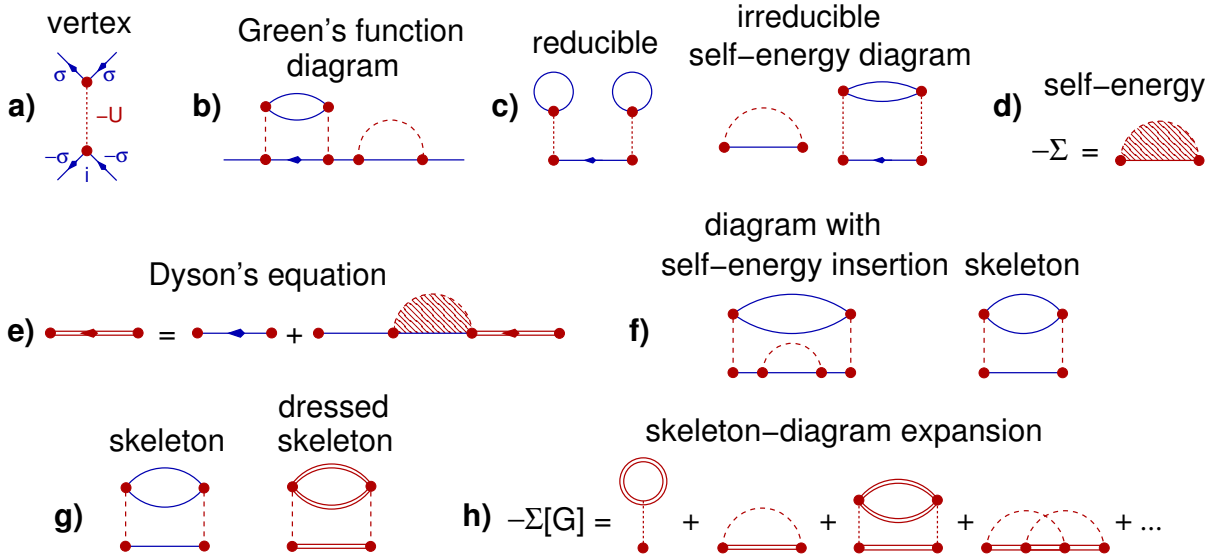 vertex
a)
σ
σ
−U
−σ
−σ
i
Green's function
diagram
b)
reducible
c)
irreducible
self−energy diagram
self−energy
d)
−Σ =
Dyson's equation
e)
=
+
diagram with
self−energy insertion
skeleton
f)
skeleton
g)
dressed
skeleton
skeleton−diagram expansion
h) −Σ[G] = + + + + ...